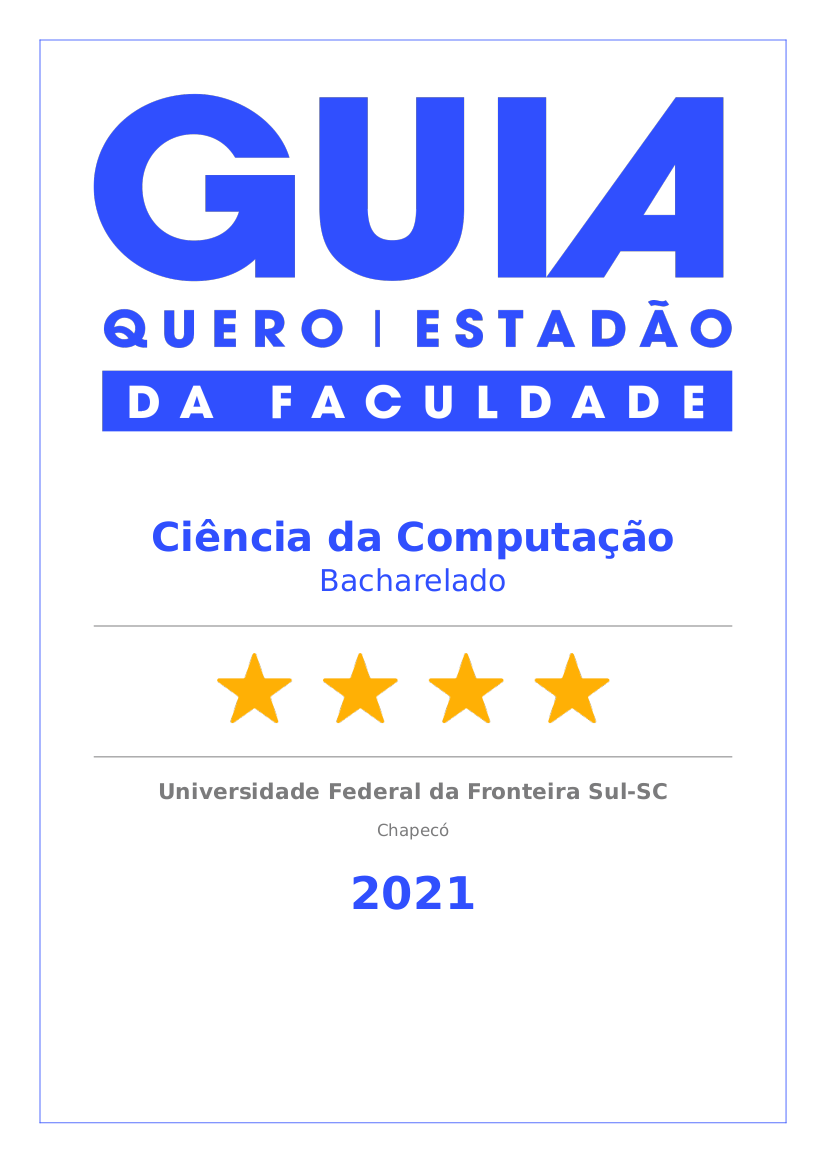 GUIA
QUERO | ESTADÃO
DA FACULDADE
Ciência da Computação
Bacharelado
Universidade Federal da Fronteira Sul-SC
Chapecó
2021